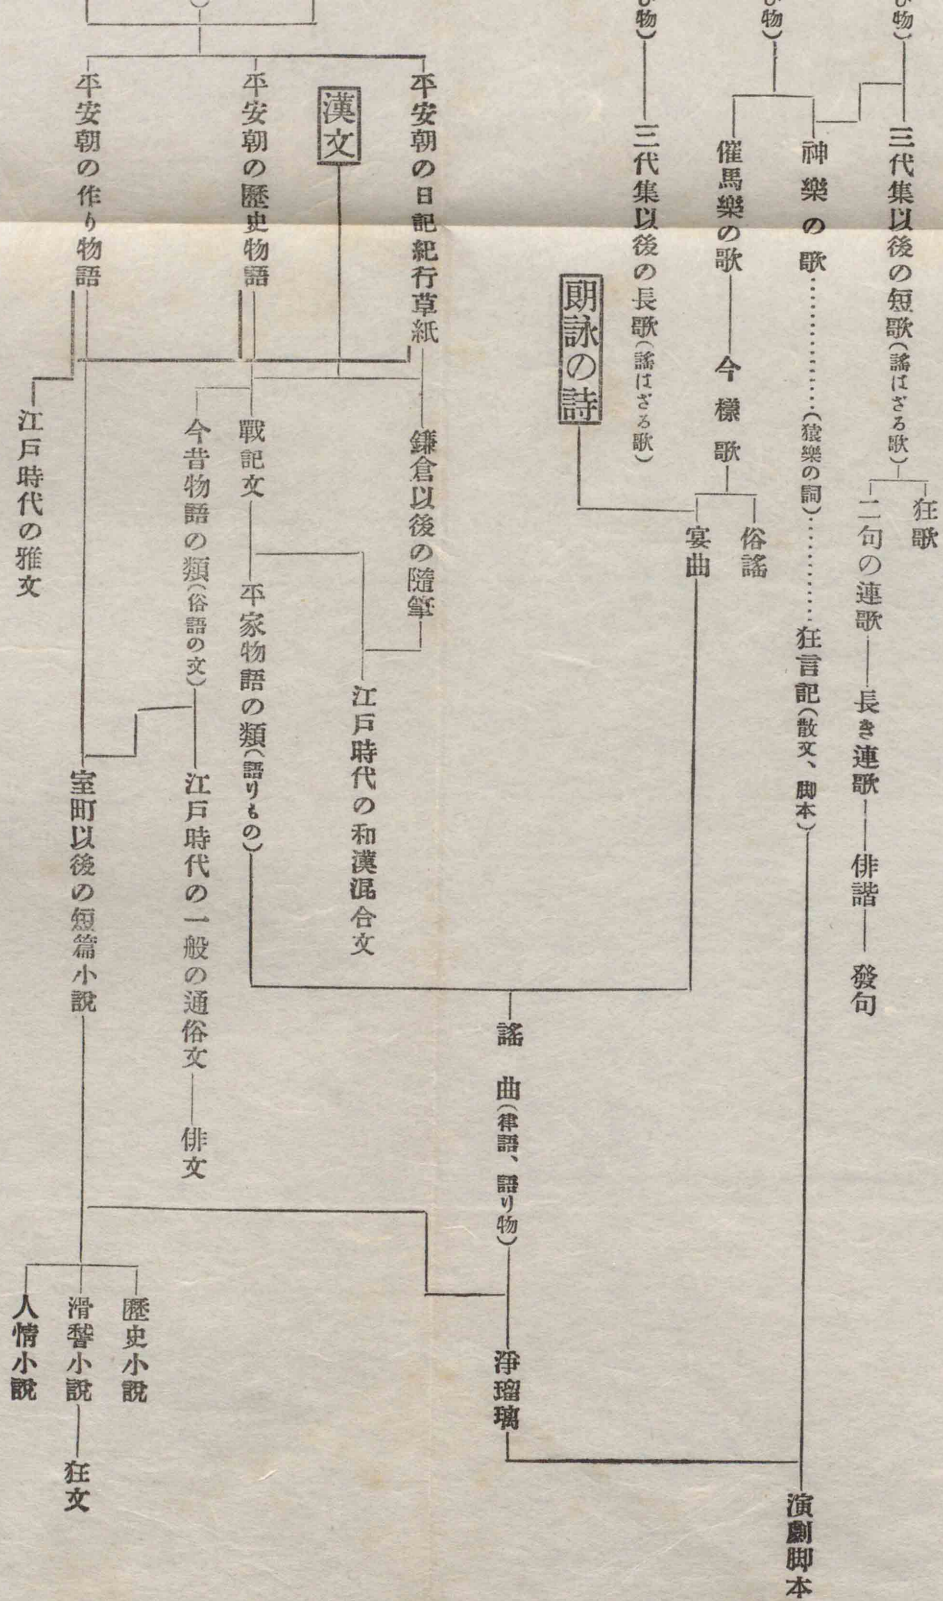 物）
三代集以後の短歌（謠はざる歌）
狂歌
二句の連歌
長き連歌
俳諧
發句
物）
神樂の歌
（猿樂の詞）
狂言記（散文、脚本）
演劇脚本
催馬樂の歌
今樣歌
俗謠
宴曲
物）
三代集以後の長歌（謠はざる歌）
朗詠の詩
謠曲（律語、語り物）
淨瑠璃
平安朝の日記紀行草紙
鎌倉以後の隨筆
漢文
江戸時代の和漢混合文
平安朝の歷史物語
戰記文
平家物語の類（語りもの）
今昔物語の類（俗語の文）
江戸時代の一般の通俗文
俳文
平安朝の作り物語
江戸時代の雅文
室町以後の短篇小說
歷史小說
滑稽小說
狂文
人情小說